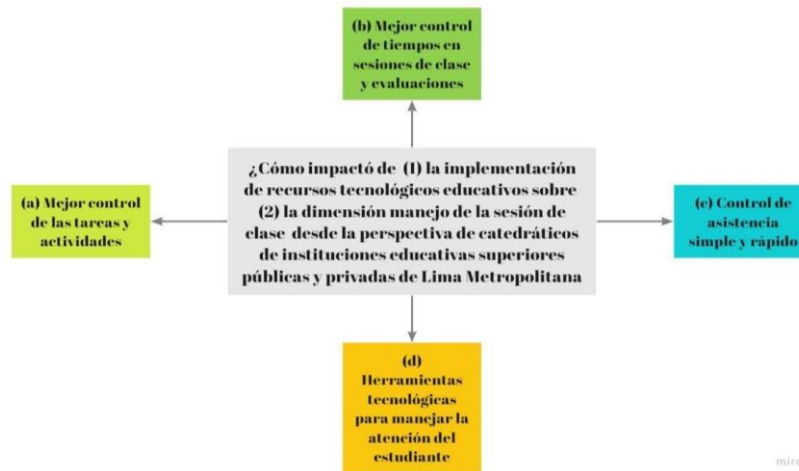 (b) Mejor control
de tiempos en
sesiones de clase
y evaluaciones
¿Cómo impactó de (1) la implementación
de recursos tecnológicos educativos sobre
(2) la dimensión manejo de la sesión de
clase desde la perspectiva de catedráticos
de instituciones educativas superiores
públicas y privadas de Lima Metropolitana
(a) Mejor control
de las tareas y
actividades
(c) Control de
asistencia
simple y rápido
(d)
Herramientas
tecnológicas
para manejar la
atención del
estudiante